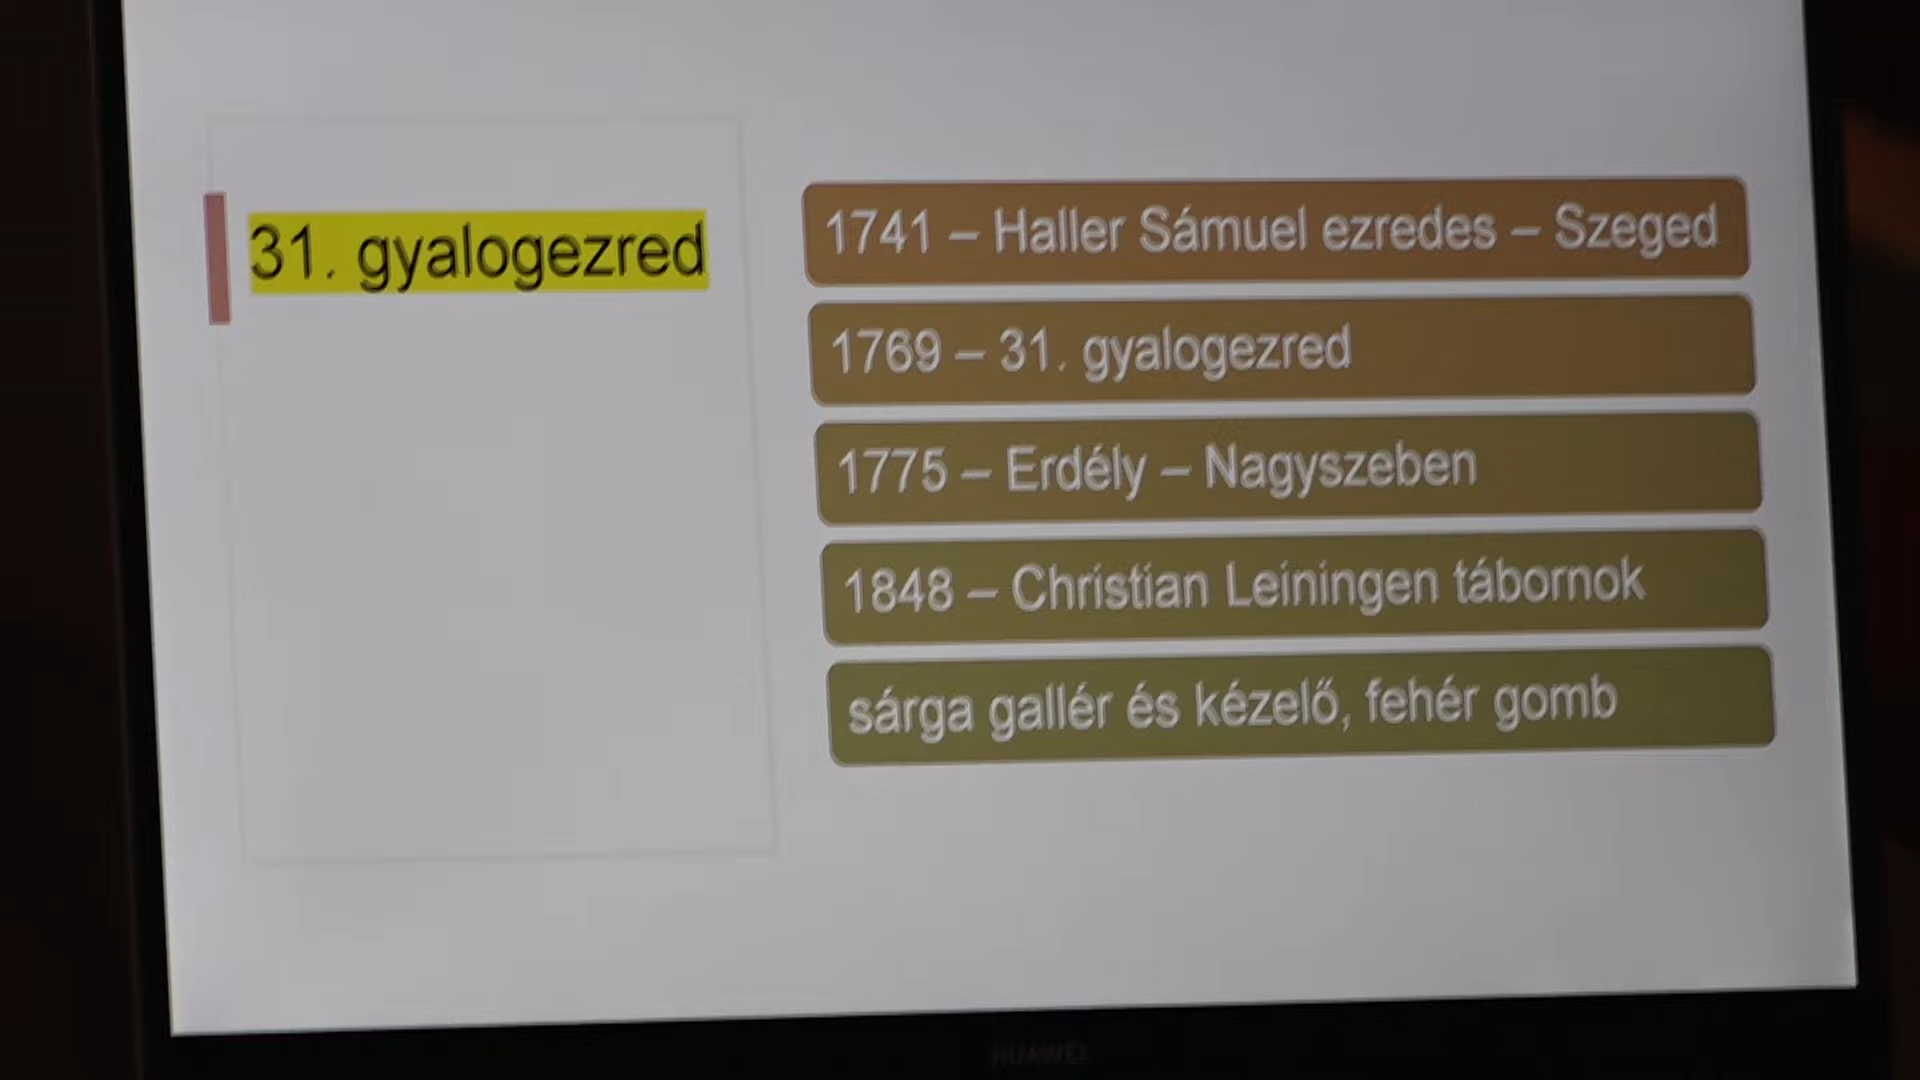 31. gyalogezred
1741 – Haller Sámuel ezredes – Szeged
1769 – 31. gyalogezred
1775 – Erdély – Nagyszeben
1848 – Christian Leiningen tábornok
sárga gallér és kézelő, fehér gomb
HUAWEI